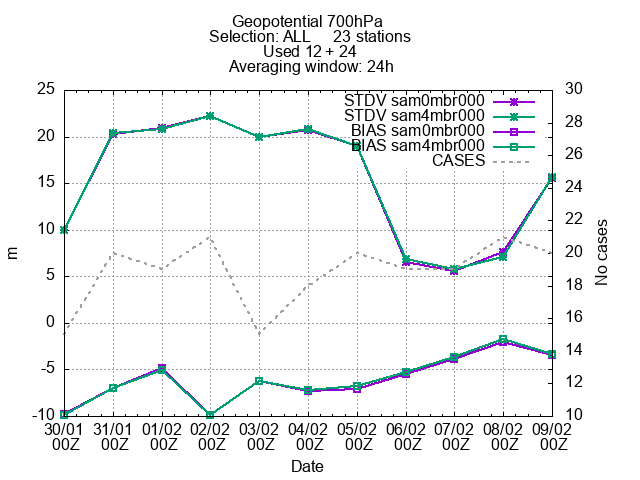 Geopotential 700hPa
Selection: ALL 23 stations
Used 12 + 24
Averaging window: 24h
STDV sam0mbr000
STDV sam4mbr000
BIAS sam0mbr000
BIAS sam4mbr000
CASES
25
20
15
10
5
0
-5
-10
m
30
28
26
24
22
20
18
16
14
12
10
No cases
30/01 31/01 01/02 02/02 03/02 04/02 05/02 06/02 07/02 08/02 09/02
00Z 00Z 00Z 00Z 00Z 00Z 00Z 00Z 00Z 00Z 00Z
Date